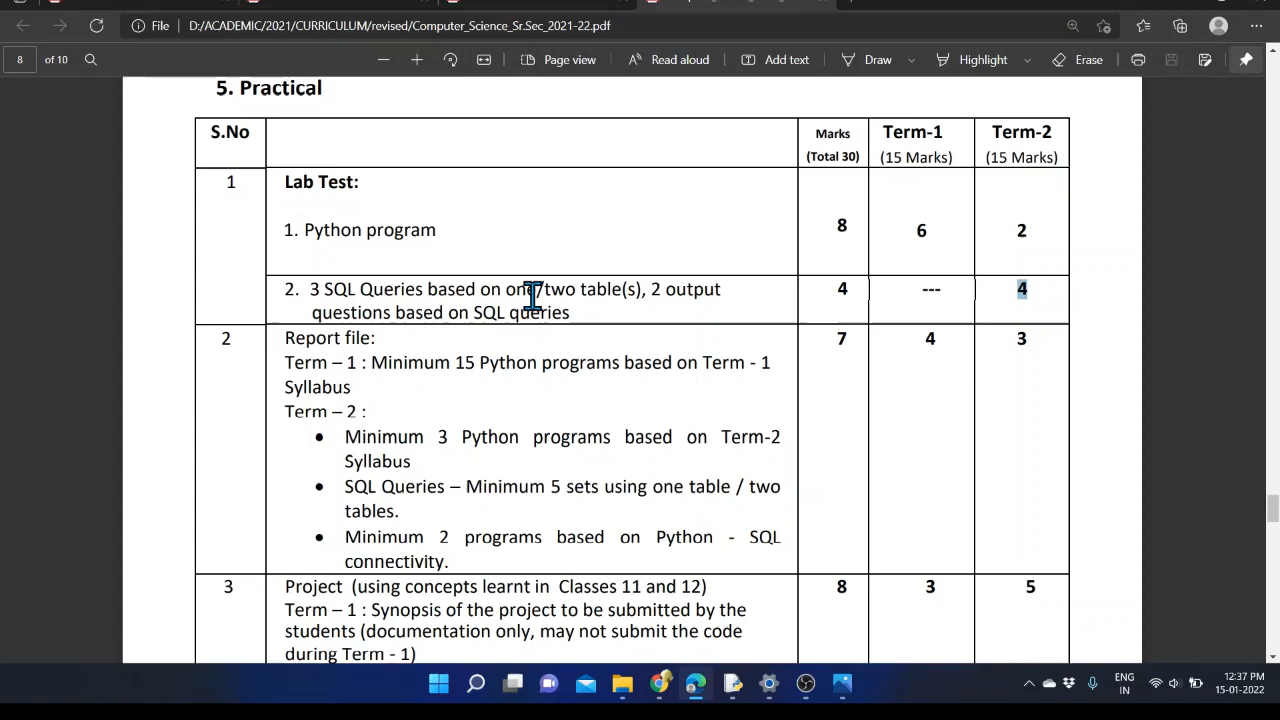 File D:/ACADEMIC/2021/CURRICULUM/revised/Computer_Science_Sr.Sec_2021-22.pdf
8 of 10 Page view Read aloud Add text Draw Highlight Erase
5. Practical
S.No Marks Term-1 Term-2
(Total 30) (15 Marks) (15 Marks)
1 Lab Test:
1. Python program 8 6 2
2. 3 SQL Queries based on one/two table(s), 2 output 4 --- 4
questions based on SQL queries
2 Report file: 7 4 3
Term – 1 : Minimum 15 Python programs based on Term - 1
Syllabus
Term – 2 :
• Minimum 3 Python programs based on Term-2
Syllabus
• SQL Queries – Minimum 5 sets using one table / two
tables.
• Minimum 2 programs based on Python - SQL
connectivity.
3 Project (using concepts learnt in Classes 11 and 12) 8 3 5
Term – 1 : Synopsis of the project to be submitted by the
students (documentation only, may not submit the code
during Term - 1)
ENG 12:37 PM
IN 15-01-2022